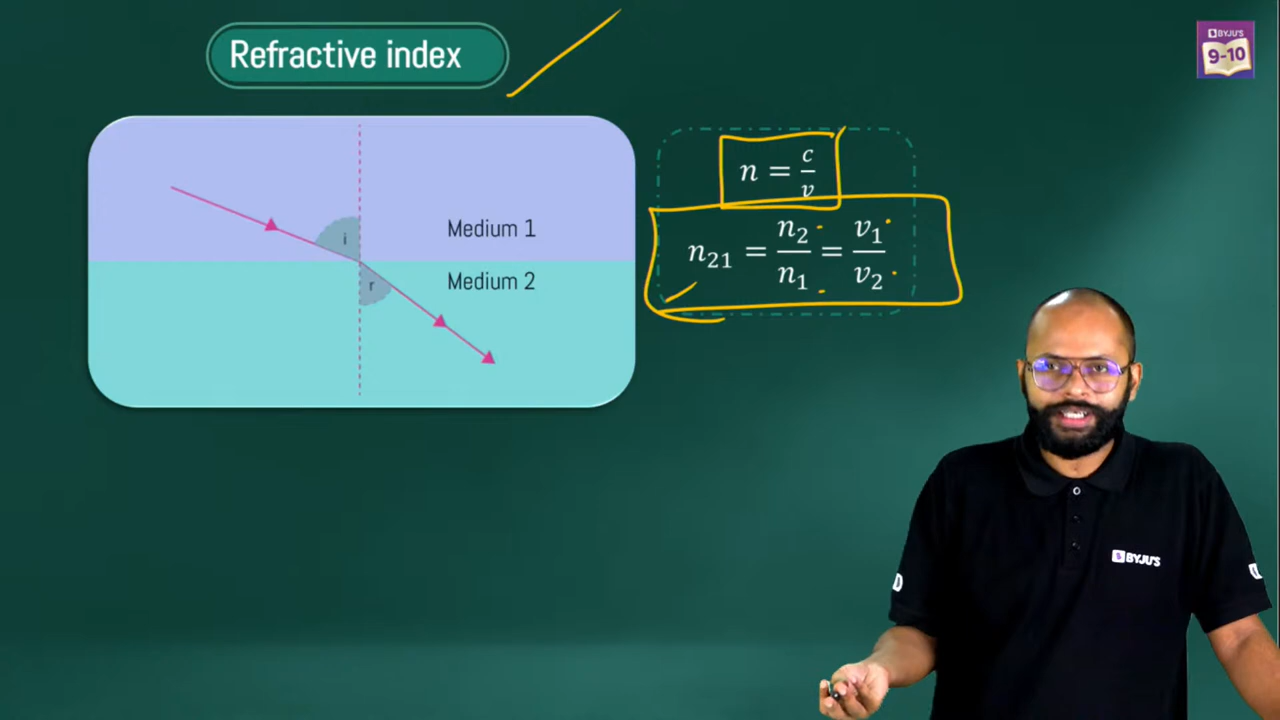 Refractive index
BYJU'S
9-10
i
Medium 1
r
Medium 2
n = c/v
n₂₁ = n₂/n₁ = v₁/v₂
BYJU'S